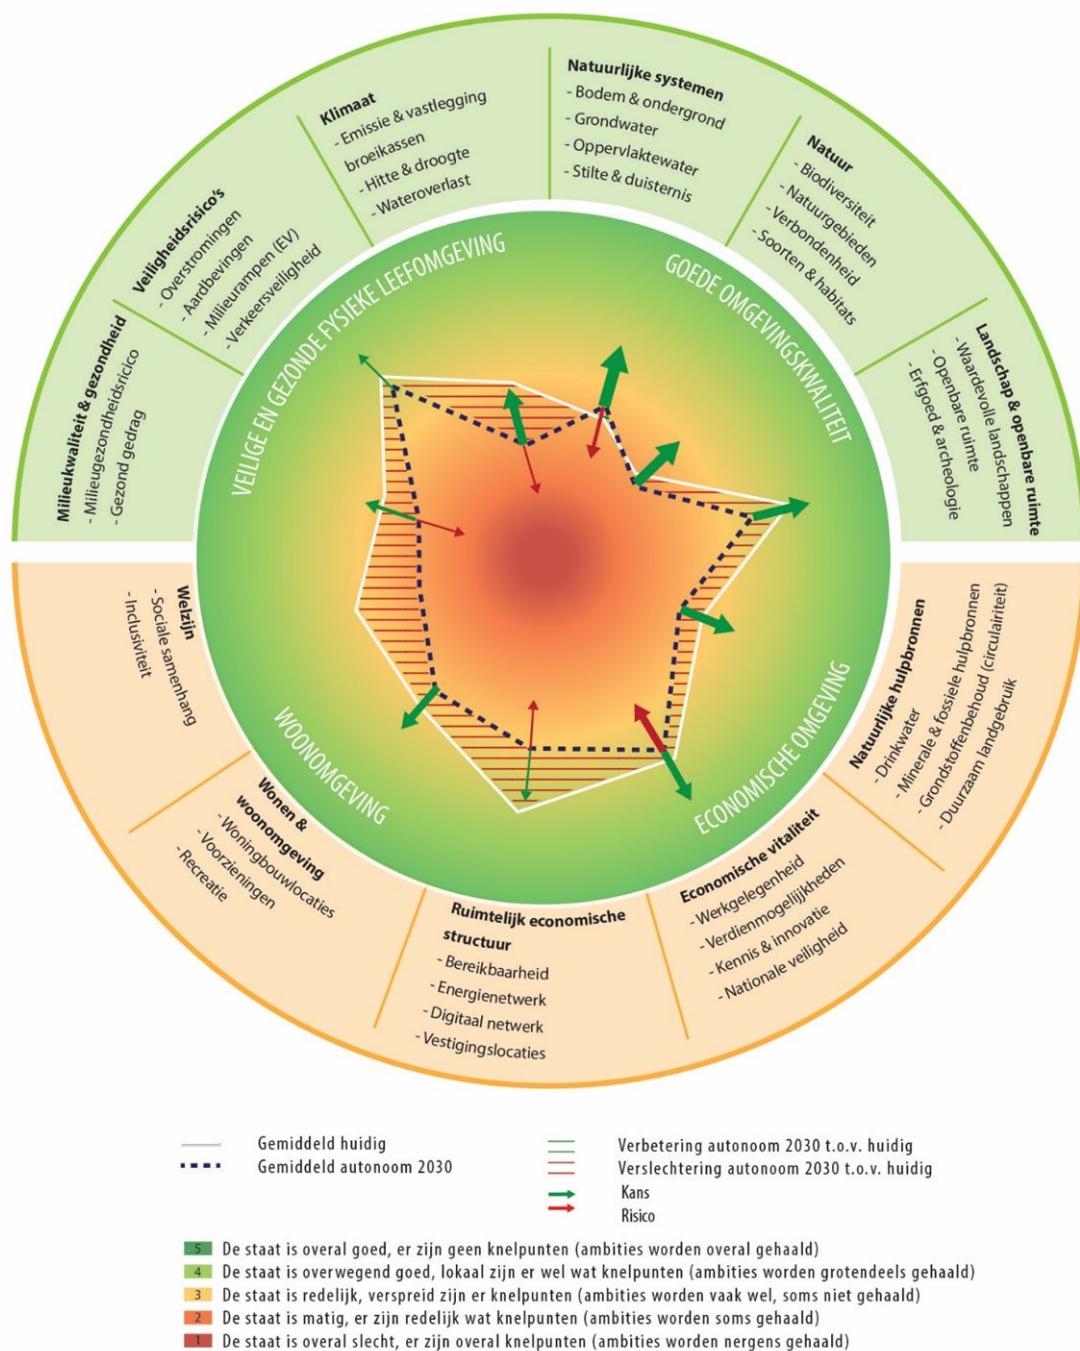 Klimaat
- Emissie & vastlegging
broeikassen
- Hitte & droogte
- Wateroverlast
Natuurlijke systemen
- Bodem & ondergrond
- Grondwater
- Oppervlaktewater
- Stilte & duisternis
Natuur
- Biodiversiteit
- Natuurgebieden
- Verbondenheid
- Soorten & habitats
Veiligheidsrisico's
- Overstromingen
- Aardbevingen
- Milieurampen (EV)
- Verkeersveiligheid
Landschap & openbare ruimte
- Waardevolle landschappen
- Openbare ruimte
- Erfgoed & archeologie
Milieukwaliteit & gezondheid
- Milieugezondheidsricico
- Gezond gedrag
VEILIGE EN GEZONDE FYSIEKE LEEFOMGEVING
GOEDE OMGEVINGSKWALITEIT
WOONOMGEVING
ECONOMISCHE OMGEVING
Welzijn
- Sociale samenhang
- Inclusiviteit
Natuurlijke hulpbronnen
- Drinkwater
- Minerale & fossiele hulpbronnen
- Grondstoffenbehoud (circulairiteit)
- Duurzaam landgebruik
Wonen &
woonomgeving
- Woningbouwlocaties
- Voorzieningen
- Recreatie
Ruimtelijk economische
structuur
- Bereikbaarheid
- Energienetwerk
- Digitaal netwerk
- Vestigingslocaties
Economische vitaliteit
- Werkgelegenheid
- Verdienmogelijkheden
- Kennis & innovatie
- Nationale veiligheid
Gemiddeld huidig
Gemiddeld autonoom 2030
Verbetering autonoom 2030 t.o.v. huidig
Verslechtering autonoom 2030 t.o.v. huidig
Kans
Risico
5 De staat is overal goed, er zijn geen knelpunten (ambities worden overal gehaald)
4 De staat is overwegend goed, lokaal zijn er wel wat knelpunten (ambities worden grotendeels gehaald)
3 De staat is redelijk, verspreid zijn er knelpunten (ambities worden vaak wel, soms niet gehaald)
2 De staat is matig, er zijn redelijk wat knelpunten (ambities worden soms gehaald)
1 De staat is overal slecht, er zijn overal knelpunten (ambities worden nergens gehaald)